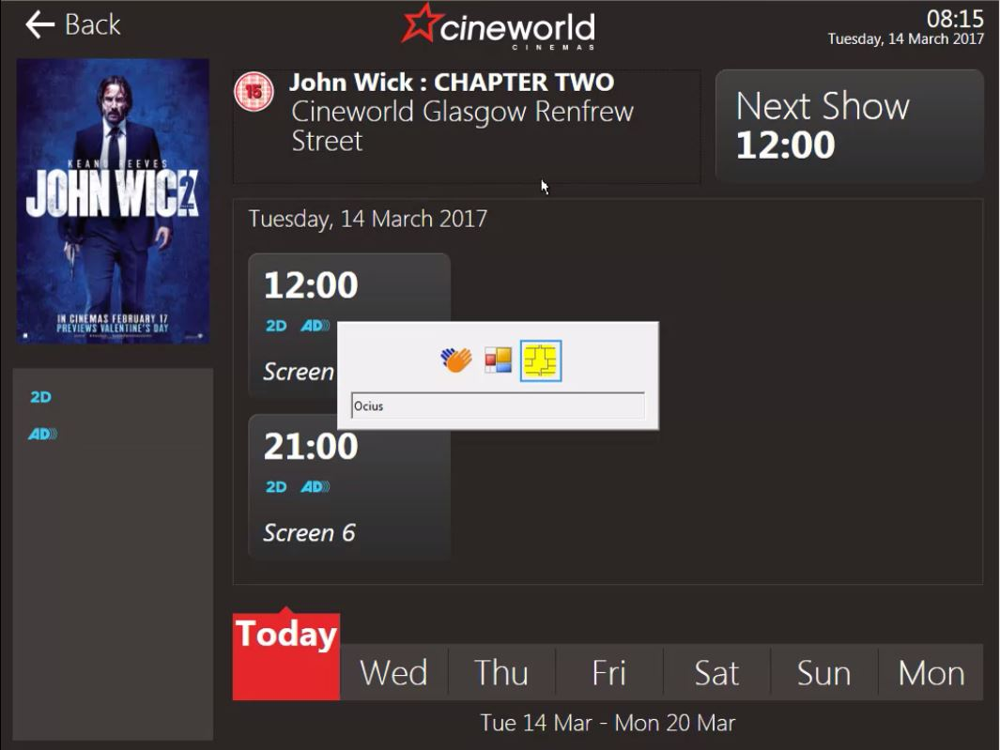 Back
cineworld
CINEMAS
08:15
Tuesday, 14 March 2017
KEANU REEVES
JOHN WICK
2
IN CINEMAS FEBRUARY 17
PREVIEWS VALENTINE'S DAY
15
John Wick : CHAPTER TWO
Cineworld Glasgow Renfrew
Street
Next Show
12:00
Tuesday, 14 March 2017
12:00
2D AD
Screen
Ocius
21:00
2D AD
Screen 6
2D
AD
Today
Wed
Thu
Fri
Sat
Sun
Mon
Tue 14 Mar - Mon 20 Mar